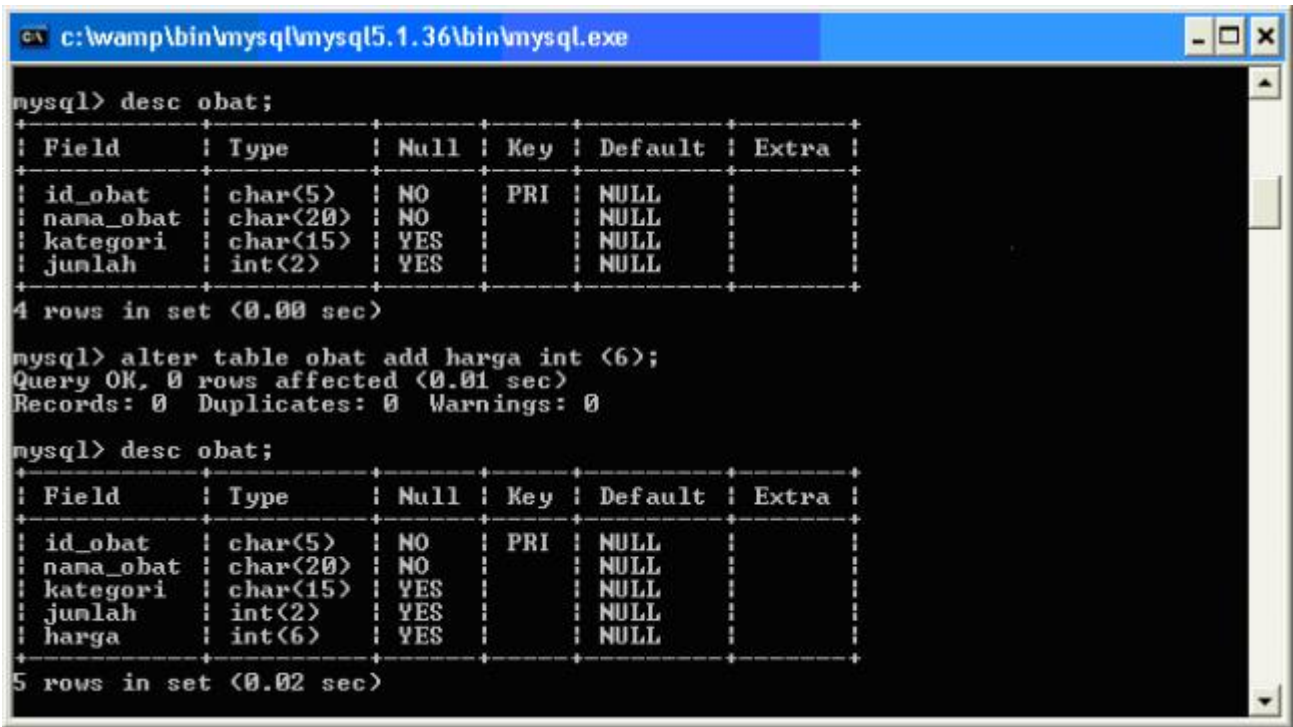 c:\wamp\bin\mysql\mysql5.1.36\bin\mysql.exe
mysql> desc obat;
+-----------+----------+------+-----+---------+-------+
| Field     | Type     | Null | Key | Default | Extra |
+-----------+----------+------+-----+---------+-------+
| id_obat   | char(5)  | NO   | PRI | NULL    |       |
| nama_obat | char(20) | NO   |     | NULL    |       |
| kategori  | char(15) | YES  |     | NULL    |       |
| jumlah    | int(2)   | YES  |     | NULL    |       |
+-----------+----------+------+-----+---------+-------+
4 rows in set (0.00 sec)
mysql> alter table obat add harga int (6);
Query OK, 0 rows affected (0.01 sec)
Records: 0  Duplicates: 0  Warnings: 0
mysql> desc obat;
+-----------+----------+------+-----+---------+-------+
| Field     | Type     | Null | Key | Default | Extra |
+-----------+----------+------+-----+---------+-------+
| id_obat   | char(5)  | NO   | PRI | NULL    |       |
| nama_obat | char(20) | NO   |     | NULL    |       |
| kategori  | char(15) | YES  |     | NULL    |       |
| jumlah    | int(2)   | YES  |     | NULL    |       |
| harga     | int(6)   | YES  |     | NULL    |       |
+-----------+----------+------+-----+---------+-------+
5 rows in set (0.02 sec)